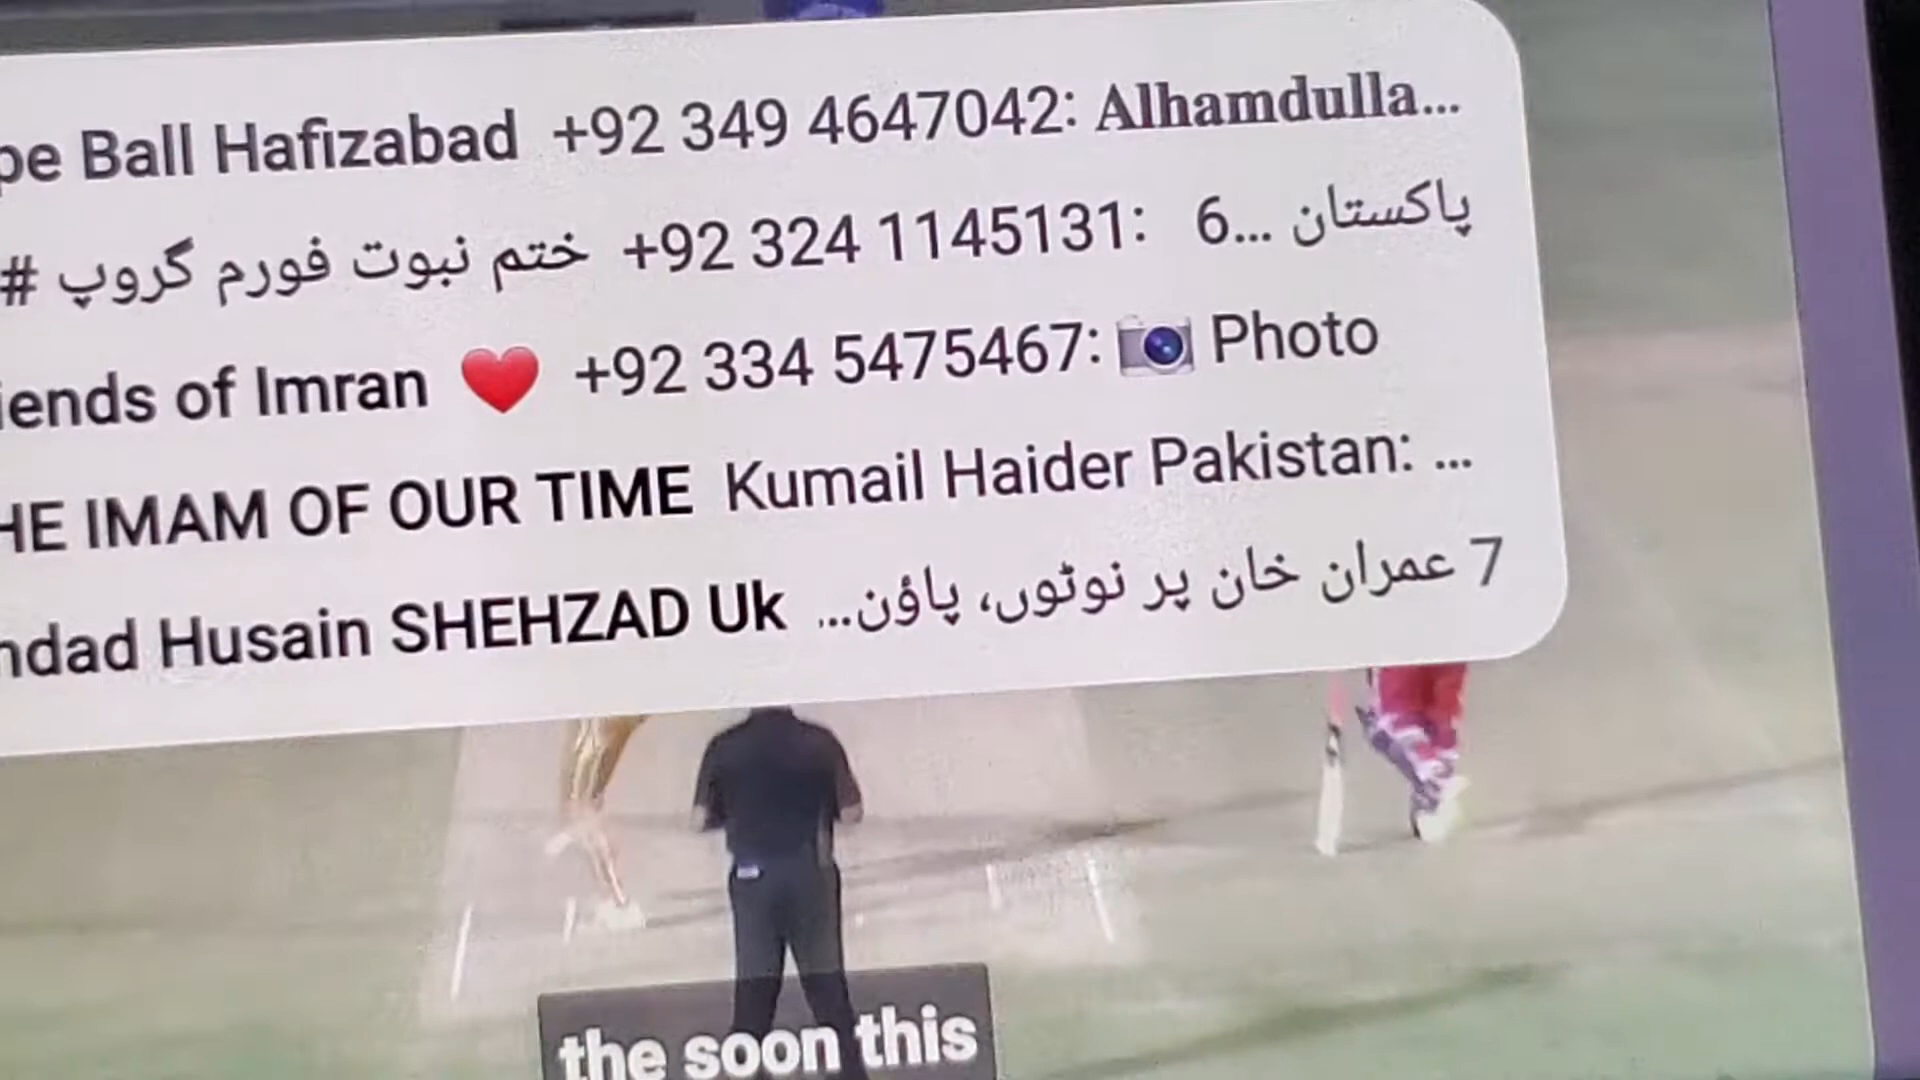 pe Ball Hafizabad +92 349 4647042: Alhamdulla...
# ختم نبوت فورم گروپ +92 324 1145131: 6... پاکستان
iends of Imran ❤️ +92 334 5475467: 📷 Photo
HE IMAM OF OUR TIME Kumail Haider Pakistan: ...
ndad Husain SHEHZAD Uk 7 عمران خان پر نوٹوں، پاؤن...
the soon this